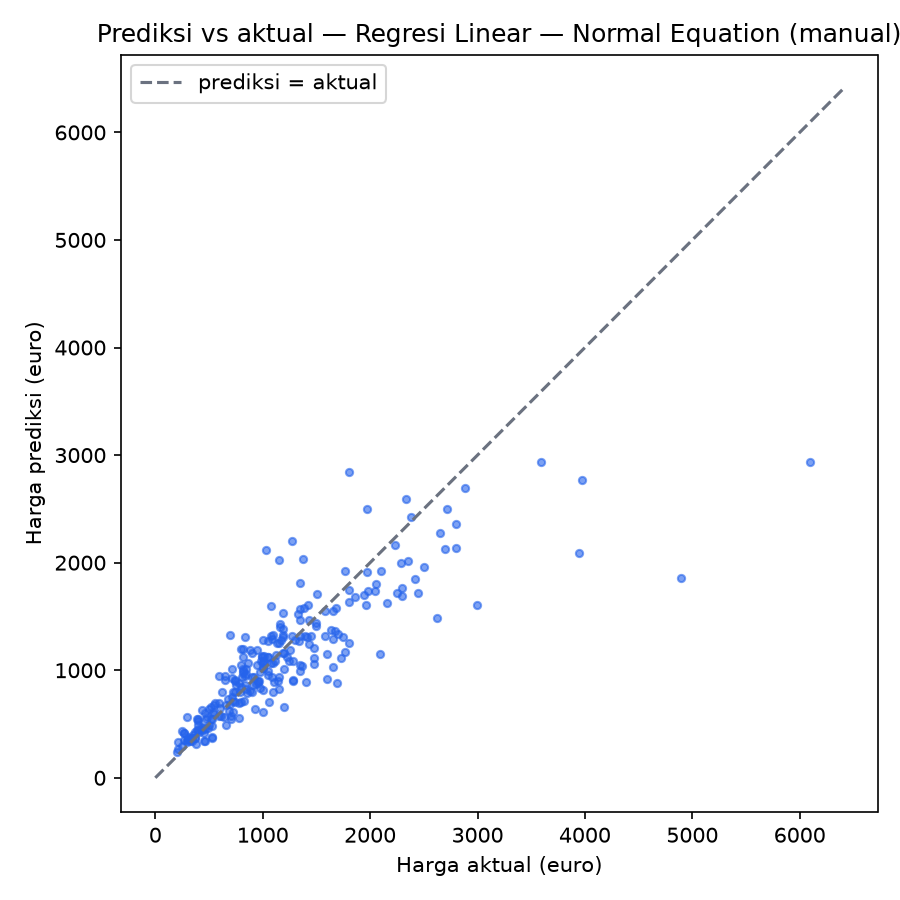 Prediksi vs aktual — Regresi Linear — Normal Equation (manual)
prediksi = aktual
Harga prediksi (euro)
6000
5000
4000
3000
2000
1000
0
0 1000 2000 3000 4000 5000 6000
Harga aktual (euro)